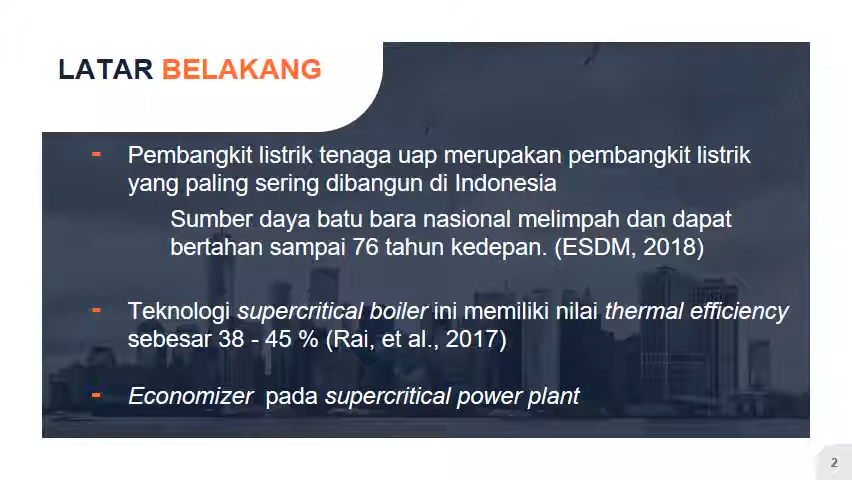 LATAR BELAKANG
- Pembangkit listrik tenaga uap merupakan pembangkit listrik
yang paling sering dibangun di Indonesia
Sumber daya batu bara nasional melimpah dan dapat
bertahan sampai 76 tahun kedepan. (ESDM, 2018)
- Teknologi supercritical boiler ini memiliki nilai thermal efficiency
sebesar 38 - 45 % (Rai, et al., 2017)
- Economizer pada supercritical power plant
2